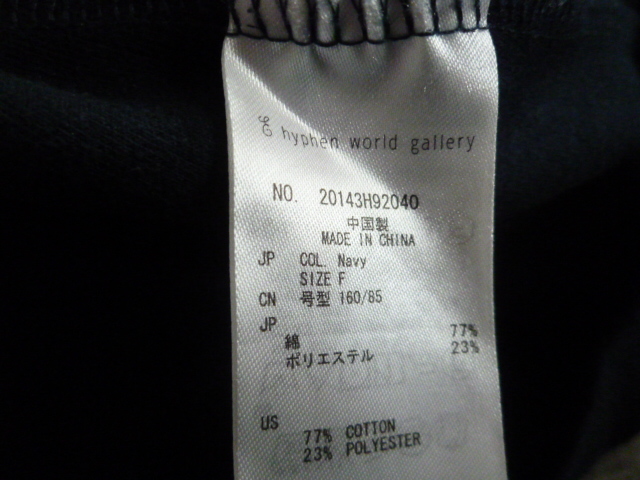 hyphen world gallery
NO. 20143H92040
中国製
MADE IN CHINA
JP COL. Navy
SIZE F
CN 号型 160/85
JP
綿 77%
ポリエステル 23%
US
77% COTTON
23% POLYESTER